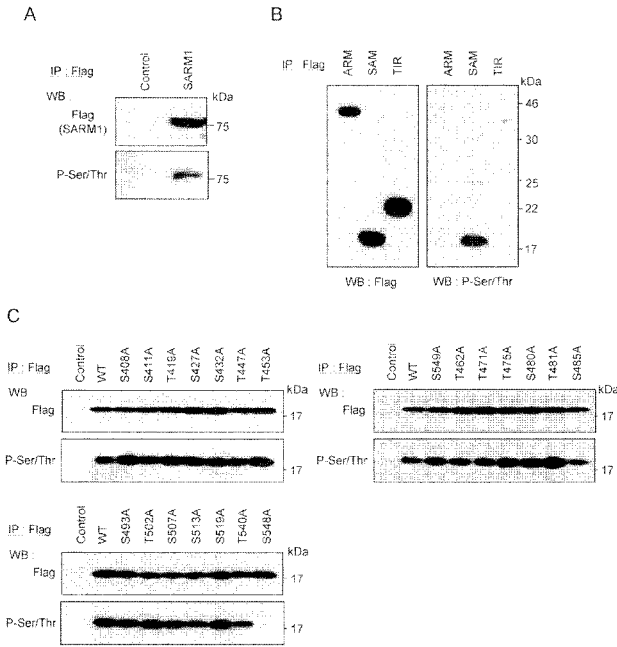 A
IP : Flag
Control
SARM1
WB :
kDa
Flag
(SARM1)
75
P-Ser/Thr
75
B
IP : Flag
ARM
SAM
TIR
ARM
SAM
TIR
kDa
46
30
25
22
17
WB : Flag
WB : P-Ser/Thr
C
IP : Flag
Control
WT
S408A
S411A
T419A
S427A
S432A
T447A
T453A
WB
kDa
Flag
17
P-Ser/Thr
17
IP : Flag
Control
WT
S549A
T462A
T471A
T475A
S480A
T481A
S485A
WB :
kDa
Flag
17
P-Ser/Thr
17
IP : Flag
Control
WT
S493A
T502A
S507A
S513A
S519A
T540A
S548A
WB :
kDa
Flag
17
P-Ser/Thr
17